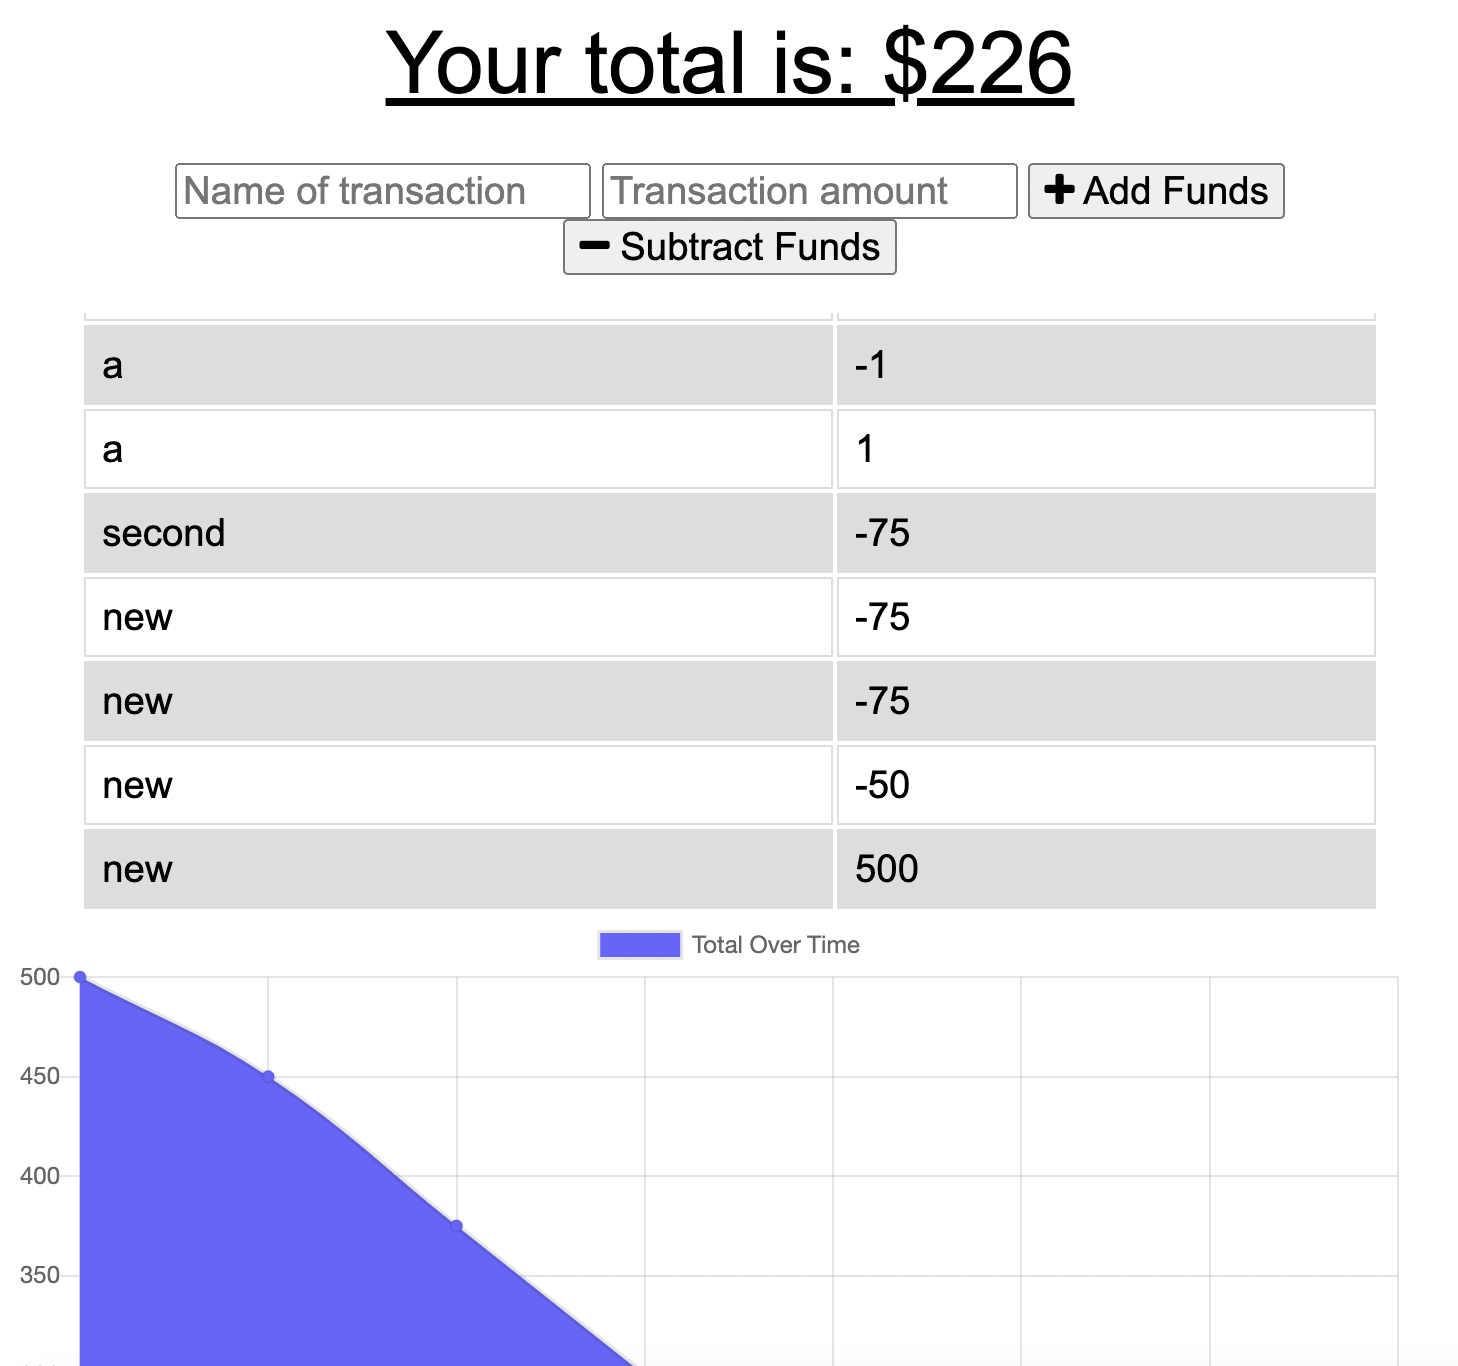 Your total is: $226
Name of transaction Transaction amount Add Funds
Subtract Funds
a -1
a 1
second -75
new -75
new -75
new -50
new 500
Total Over Time
500
450
400
350